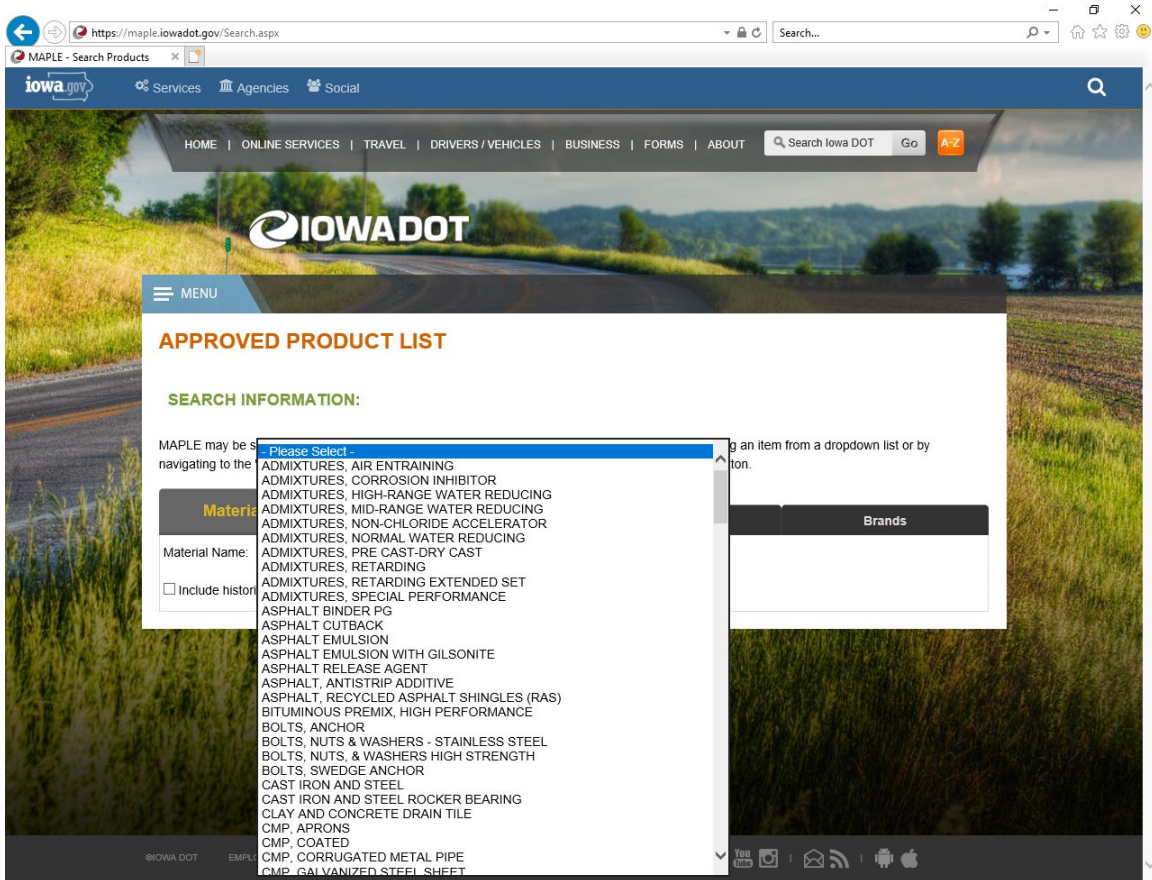 https://maple.iowadot.gov/Search.aspx
Search...
MAPLE - Search Products
iowa.gov Services Agencies Social
HOME | ONLINE SERVICES | TRAVEL | DRIVERS / VEHICLES | BUSINESS | FORMS | ABOUT Search Iowa DOT Go A-Z
IOWADOT
MENU
APPROVED PRODUCT LIST
SEARCH INFORMATION:
MAPLE may be s g an item from a dropdown list or by
navigating to the ton.
Materia Brands
Material Name:
Include histori
- Please Select -
ADMIXTURES, AIR ENTRAINING
ADMIXTURES, CORROSION INHIBITOR
ADMIXTURES, HIGH-RANGE WATER REDUCING
ADMIXTURES, MID-RANGE WATER REDUCING
ADMIXTURES, NON-CHLORIDE ACCELERATOR
ADMIXTURES, NORMAL WATER REDUCING
ADMIXTURES, PRE CAST-DRY CAST
ADMIXTURES, RETARDING
ADMIXTURES, RETARDING EXTENDED SET
ADMIXTURES, SPECIAL PERFORMANCE
ASPHALT BINDER PG
ASPHALT CUTBACK
ASPHALT EMULSION
ASPHALT EMULSION WITH GILSONITE
ASPHALT RELEASE AGENT
ASPHALT, ANTISTRIP ADDITIVE
ASPHALT, RECYCLED ASPHALT SHINGLES (RAS)
BITUMINOUS PREMIX, HIGH PERFORMANCE
BOLTS, ANCHOR
BOLTS, NUTS & WASHERS - STAINLESS STEEL
BOLTS, NUTS, & WASHERS HIGH STRENGTH
BOLTS, SWEDGE ANCHOR
CAST IRON AND STEEL
CAST IRON AND STEEL ROCKER BEARING
CLAY AND CONCRETE DRAIN TILE
CMP, APRONS
CMP, COATED
CMP, CORRUGATED METAL PIPE
CMP, GALVANIZED STEEL SHEET
©IOWA DOT EMPL You Tube